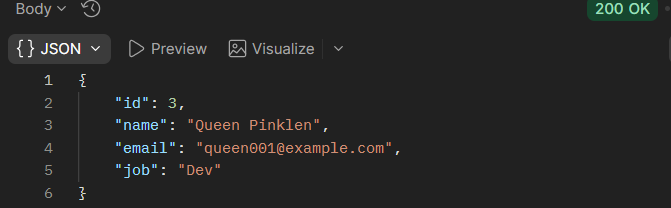 Body 200 OK
{} JSON Preview Visualize
1 {
2 "id": 3,
3 "name": "Queen Pinklen",
4 "email": "queen001@example.com",
5 "job": "Dev"
6 }